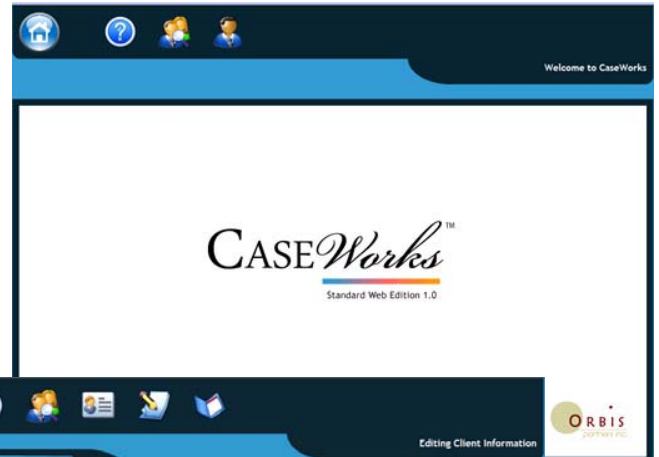 Welcome to CaseWorks
CASEWorks™
Standard Web Edition 1.0
Editing Client Information
ORBIS
partners inc.